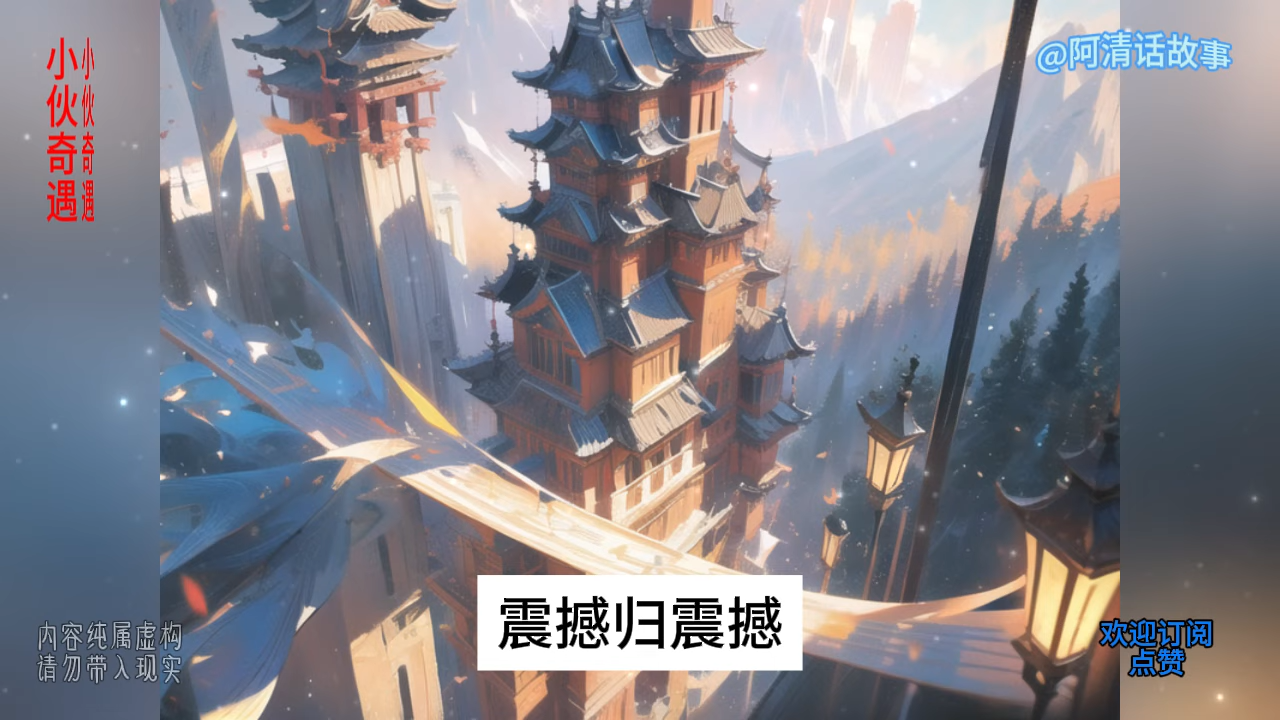 小伙奇遇
小伙奇遇
@阿清话故事
震撼归震撼
内容纯属虚构
请勿带入现实
欢迎订阅
点赞